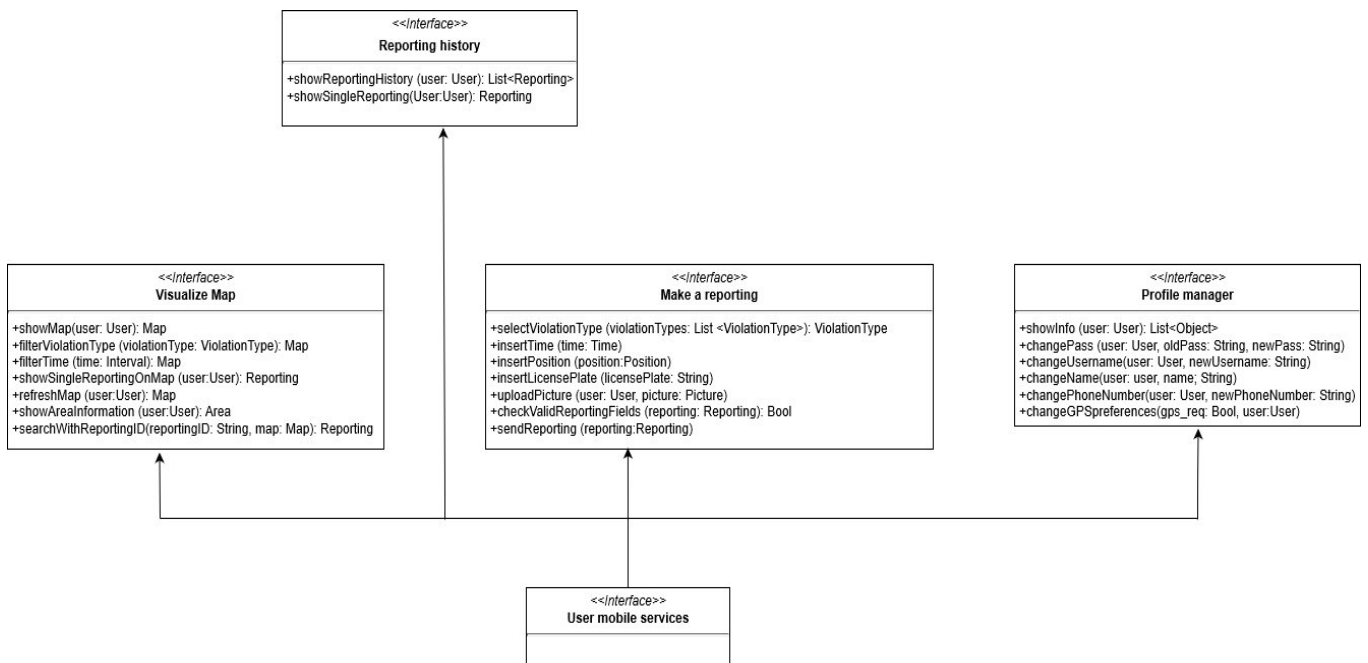 <<Interface>>
Reporting history
+showReportingHistory (user: User): List<Reporting>
+showSingleReporting(User:User): Reporting
<<Interface>>
Visualize Map
+showMap(user: User): Map
+filterViolationType (violationType: ViolationType): Map
+filterTime (time: Interval): Map
+showSingleReportingOnMap (user:User): Reporting
+refreshMap (user:User): Map
+showAreaInformation (user:User): Area
+searchWithReportingID(reportingID: String, map: Map): Reporting
<<Interface>>
Make a reporting
+selectViolationType (violationTypes: List <ViolationType>): ViolationType
+insertTime (time: Time)
+insertPosition (position:Position)
+insertLicensePlate (licensePlate: String)
+uploadPicture (user: User, picture: Picture)
+checkValidReportingFields (reporting: Reporting): Bool
+sendReporting (reporting:Reporting)
<<Interface>>
Profile manager
+showInfo (user: User): List<Object>
+changePass (user: User, oldPass: String, newPass: String)
+changeUsername(user: User, newUsername: String)
+changeName(user: user, name; String)
+changePhoneNumber(user: User, newPhoneNumber: String)
+changeGPSpreferences(gps_req: Bool, user:User)
<<Interface>>
User mobile services